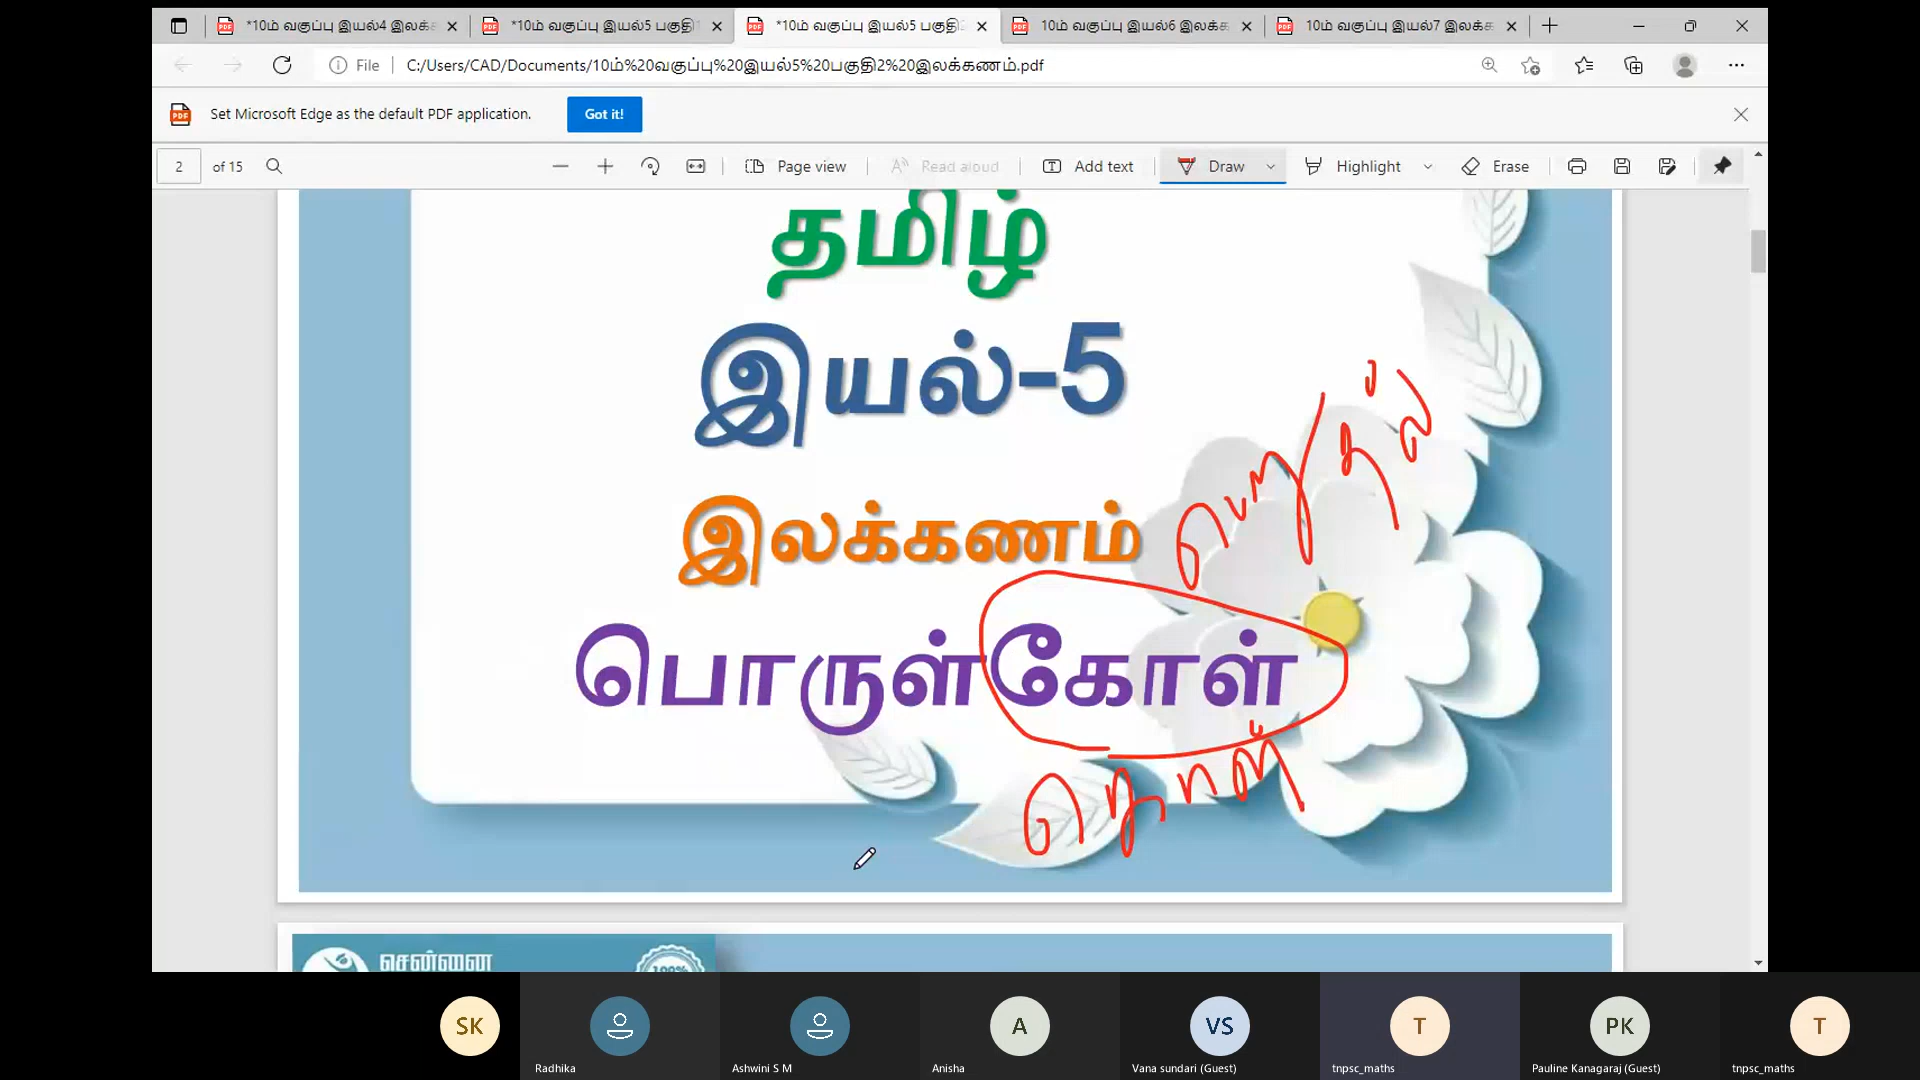 *10ம் வகுப்பு இயல்4 இலக்க
*10ம் வகுப்பு இயல்5 பகுதி1
*10ம் வகுப்பு இயல்5 பகுதி2
10ம் வகுப்பு இயல்6 இலக்க
10ம் வகுப்பு இயல்7 இலக்க
File
C:/Users/CAD/Documents/10ம்%20வகுப்பு%20இயல்5%20பகுதி2%20இலக்கணம்.pdf
Set Microsoft Edge as the default PDF application.
Got it!
2 of 15
Page view
Read aloud
Add text
Draw
Highlight
Erase
தமிழ்
இயல்-5
இலக்கணம்
பெறுதல்
பொருள்கோள்
கொள்
சென்னை
100%
SK
A
VS
T
PK
T
Radhika
Ashwini S M
Anisha
Vana sundari (Guest)
tnpsc_maths
Pauline Kanagaraj (Guest)
tnpsc_maths